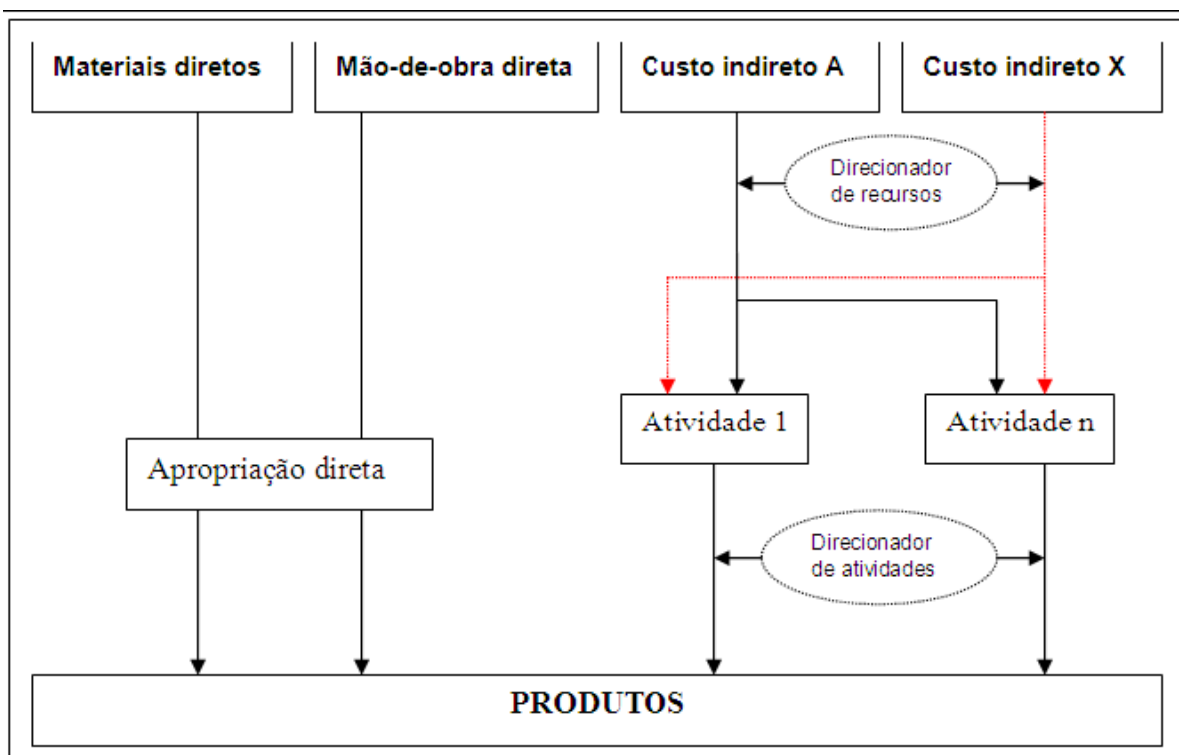 Materiais diretos
Mão-de-obra direta
Custo indireto A
Custo indireto X
Direcionador
de recursos
Atividade 1
Atividade n
Apropriação direta
Direcionador
de atividades
PRODUTOS